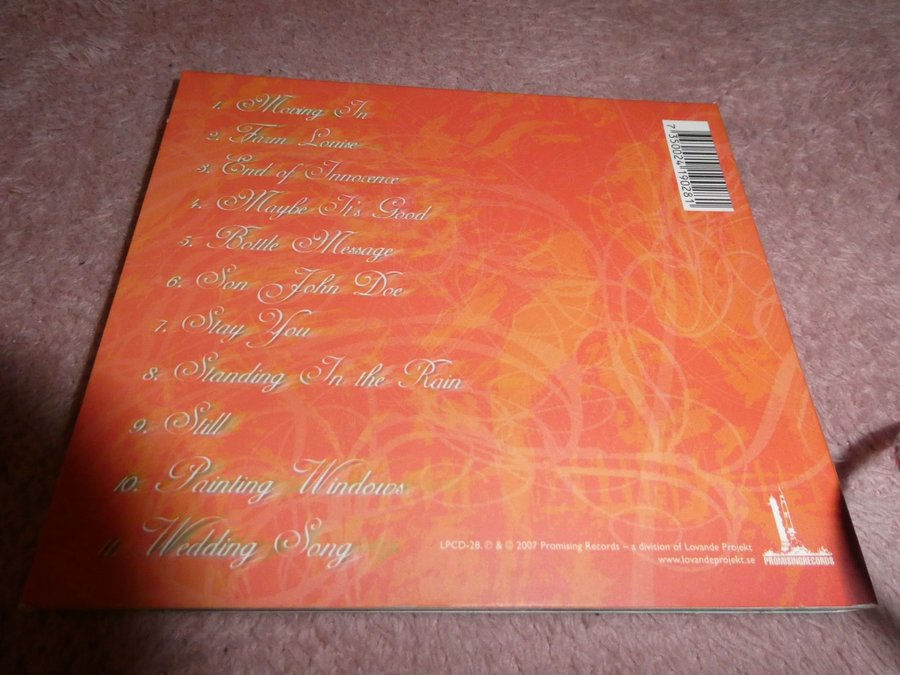 1. Moving In
2. Farm Louise
3. End of Innocence
4. Maybe It's Good
5. Bottle Message
6. Son John Doe
7. Stay You
8. Standing In the Rain
9. Still
10. Painting Windows
11. Wedding Song
7350024190281
LPCD-28. ℗ & © 2007 Promising Records – a division of Lovande Projekt
www.lovandeprojekt.se
PROMISINGRECORDS